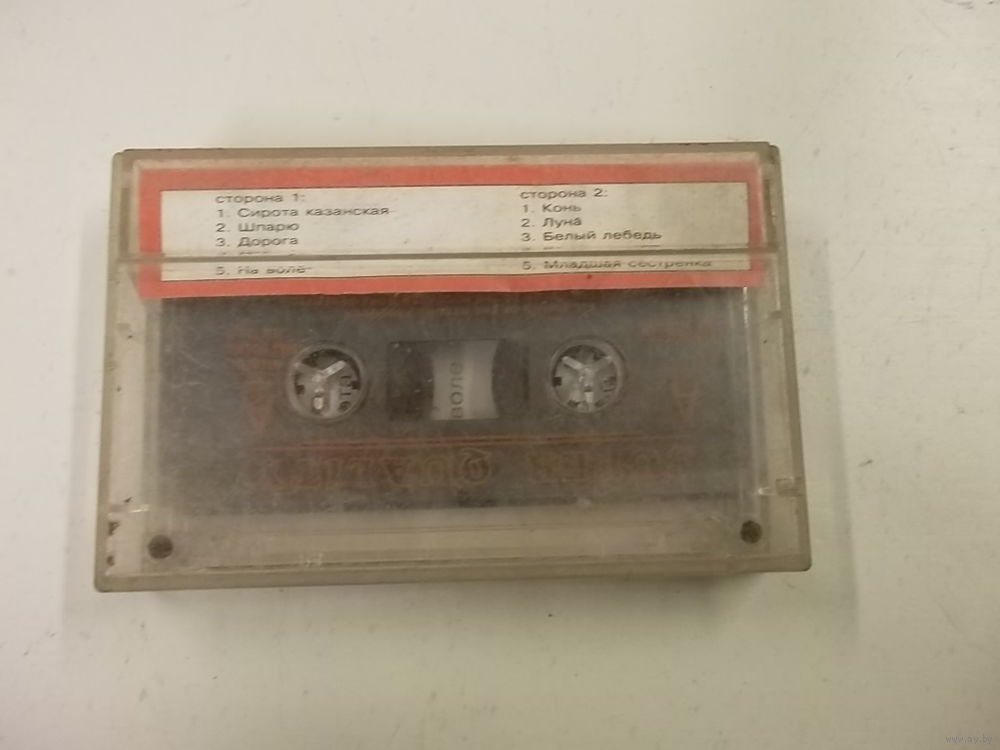 сторона 1:
1. Сирота казанская
2. Шпарю
3. Дорога
5. На воле
сторона 2:
1. Конь
2. Луна
3. Белый лебедь
5. Младшая сестренка
воле